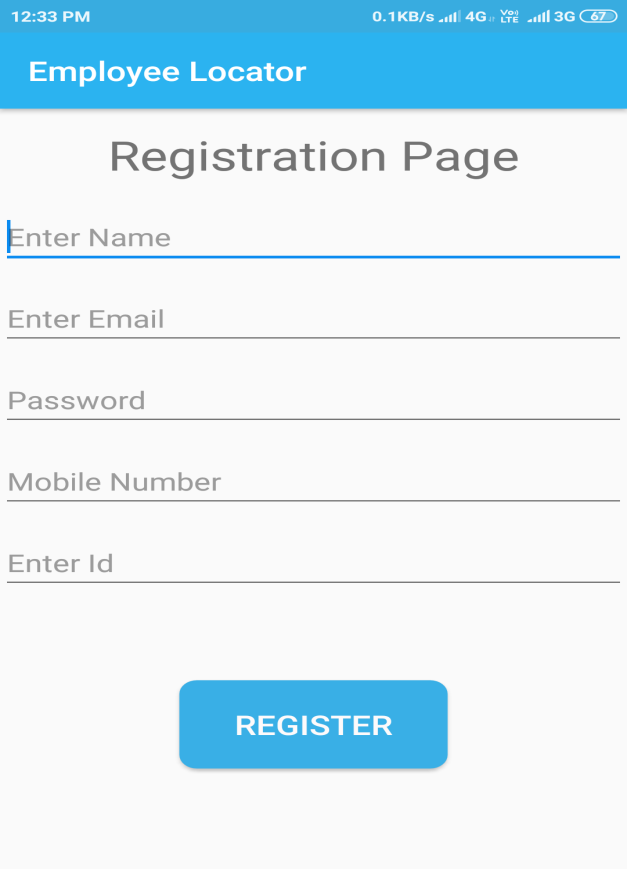 12:33 PM 0.1KB/s 4G Vo LTE 3G 67
Employee Locator
Registration Page
Enter Name
Enter Email
Password
Mobile Number
Enter Id
REGISTER